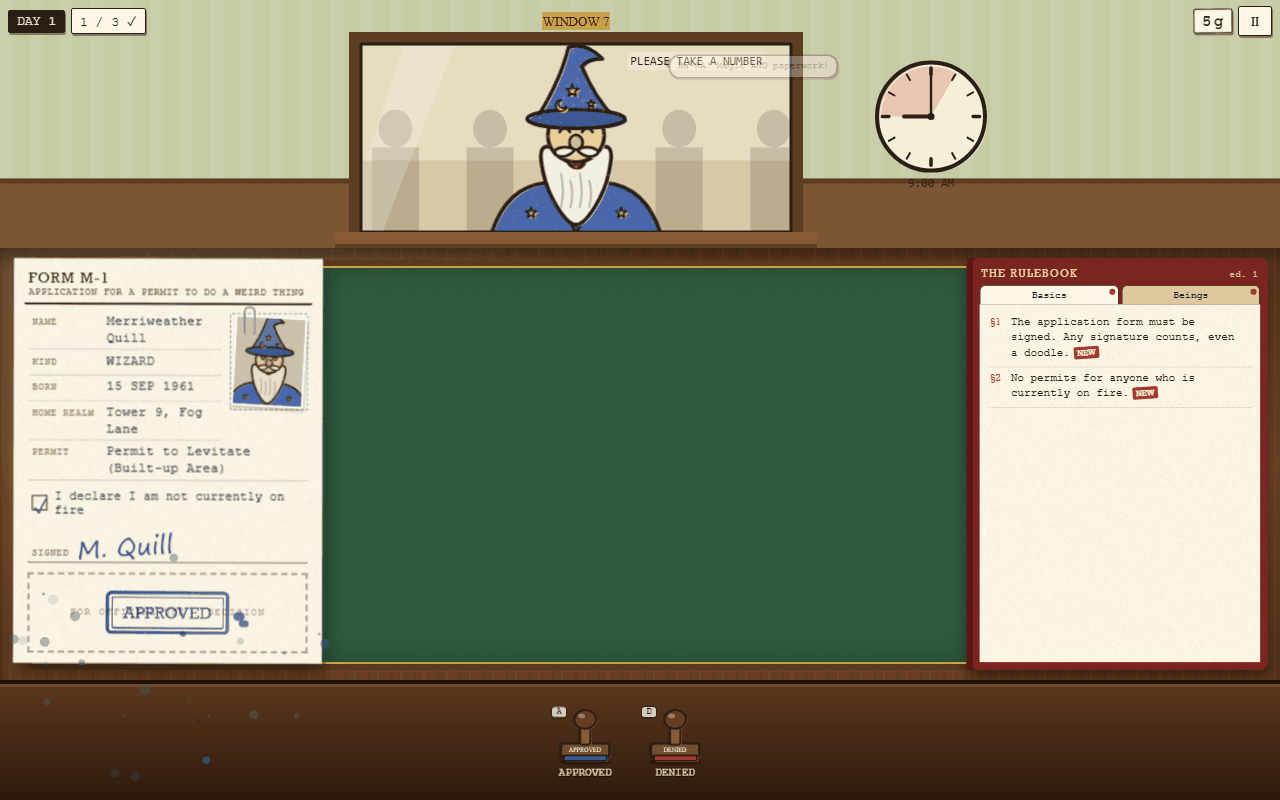 DAY 1
1 / 3 ✓
WINDOW 7
5 g
II
PLEASE TAKE A NUMBER
paperwork!
9:00 AM
FORM M-1
APPLICATION FOR A PERMIT TO DO A WEIRD THING
NAME Merriweather
Quill
KIND WIZARD
BORN 15 SEP 1961
HOME REALM Tower 9, Fog
Lane
PERMIT Permit to Levitate
(Built-up Area)
I declare I am not currently on
fire
SIGNED M. Quill
FOR DECISION
APPROVED
THE RULEBOOK ed. 1
Basics Beings
§1 The application form must be
signed. Any signature counts, even
a doodle. NEW
§2 No permits for anyone who is
currently on fire. NEW
A D
APPROVED DENIED
APPROVED DENIED